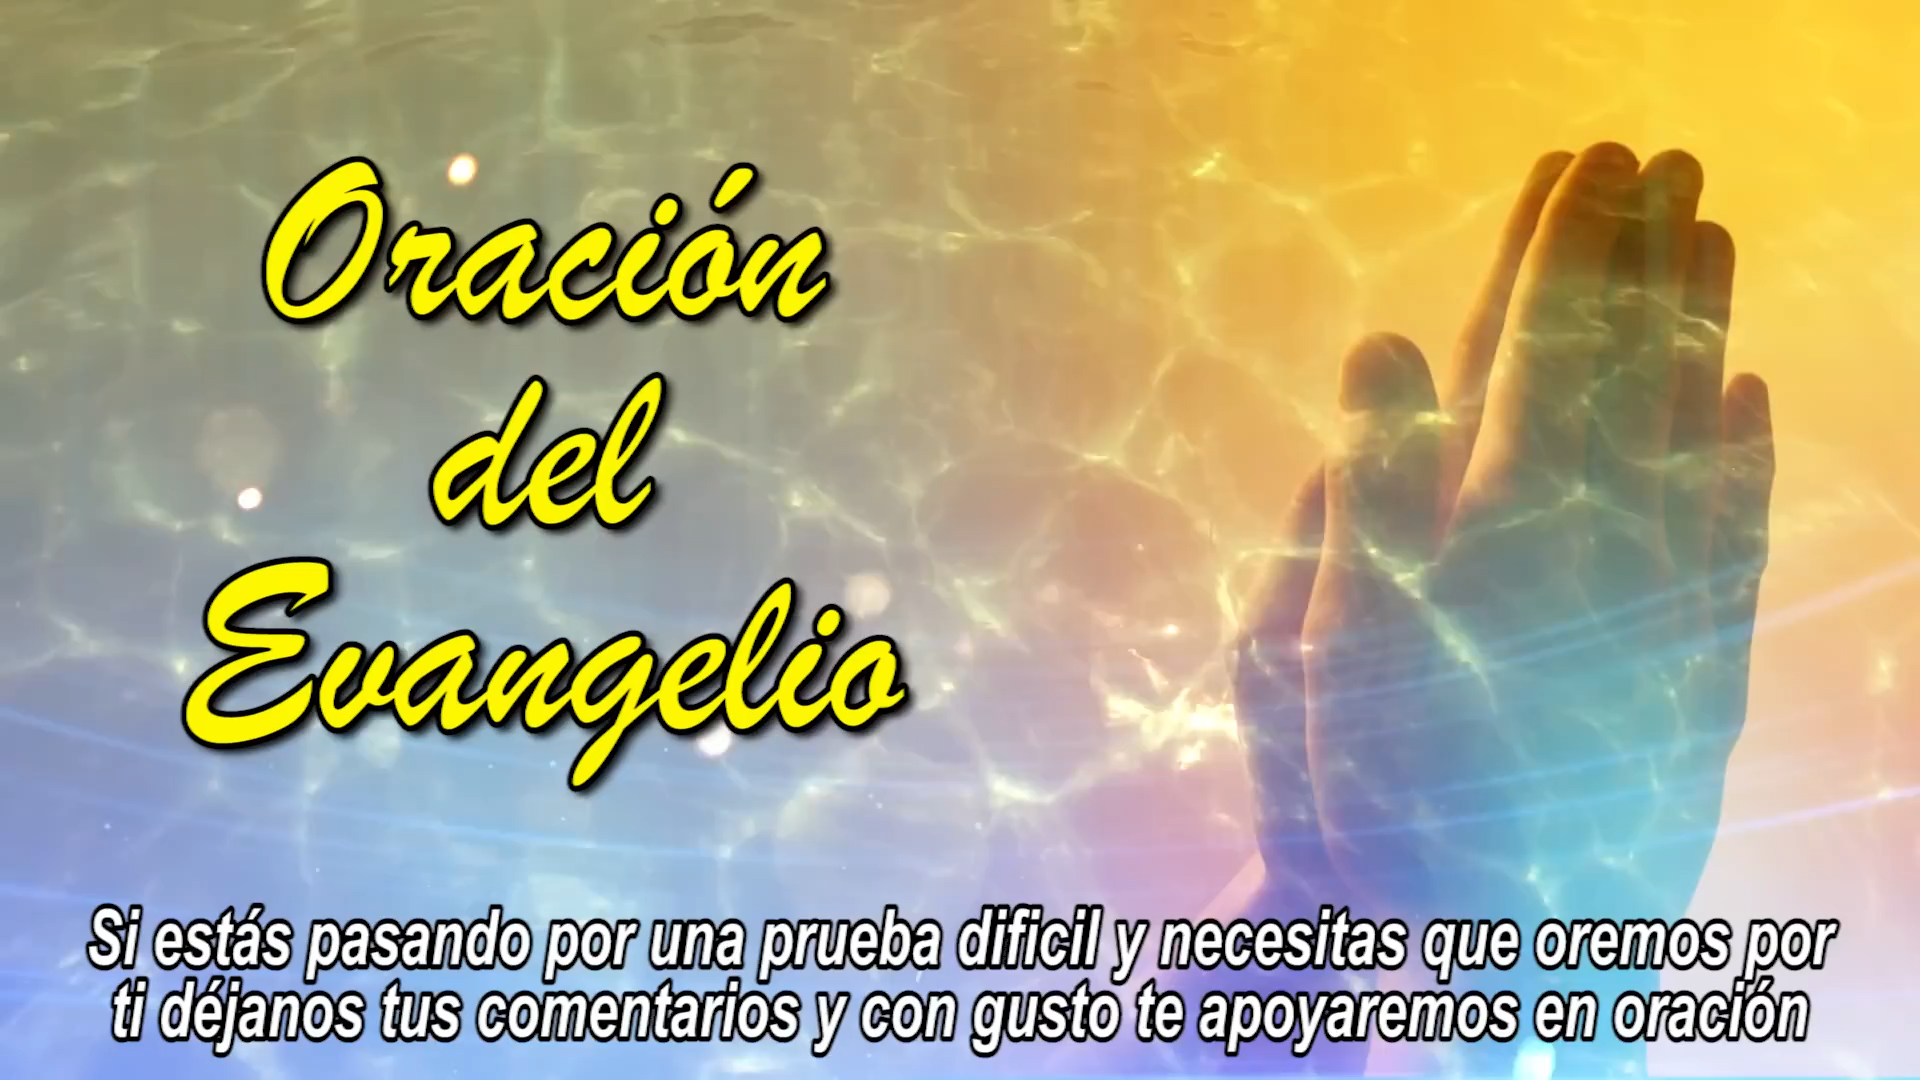 Oración
del
Evangelio
Si estás pasando por una prueba dificil y necesitas que oremos por
ti déjanos tus comentarios y con gusto te apoyaremos en oración